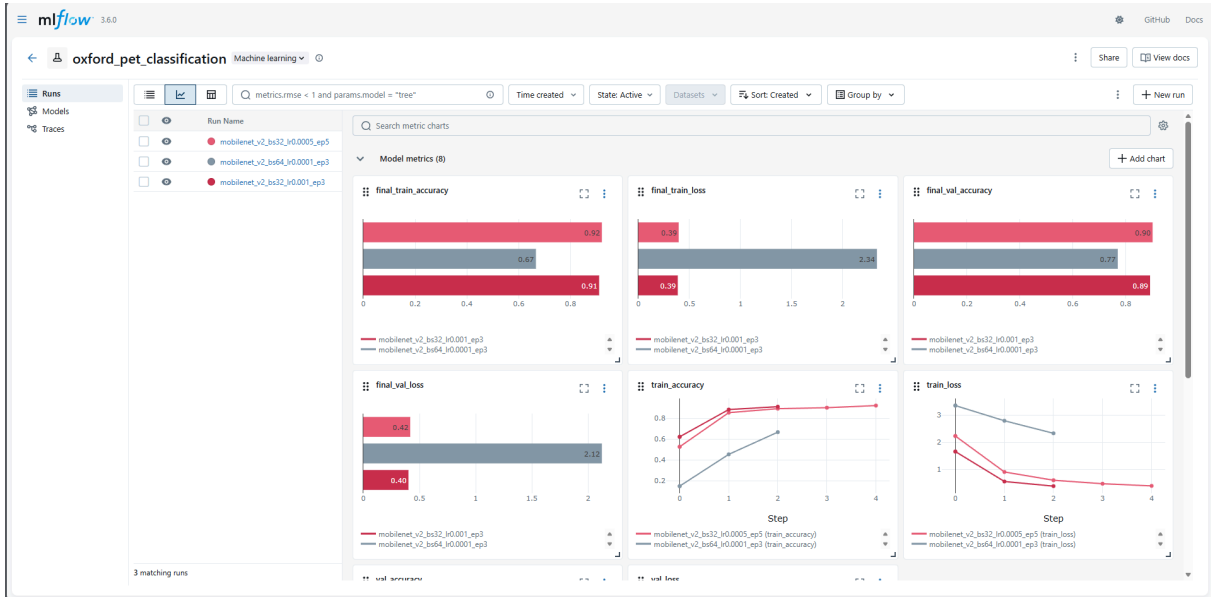 mlflow 3.6.0
GitHub Docs
oxford_pet_classification Machine learning
Share View docs
Runs
Models
Traces
metrics.rmse < 1 and params.model = "tree"
Time created
State: Active
Datasets
Sort: Created
Group by
New run
Run Name
mobilenet_v2_bs32_lr0.0005_ep5
mobilenet_v2_bs64_lr0.0001_ep3
mobilenet_v2_bs32_lr0.001_ep3
3 matching runs
Search metric charts
Model metrics (8)
Add chart
final_train_accuracy
0.92
0.67
0.91
0 0.2 0.4 0.6 0.8
mobilenet_v2_bs32_lr0.001_ep3
mobilenet_v2_bs64_lr0.0001_ep3
final_train_loss
0.39
2.34
0.39
0 0.5 1 1.5 2
mobilenet_v2_bs32_lr0.001_ep3
mobilenet_v2_bs64_lr0.0001_ep3
final_val_accuracy
0.90
0.77
0.89
0 0.2 0.4 0.6 0.8
mobilenet_v2_bs32_lr0.001_ep3
mobilenet_v2_bs64_lr0.0001_ep3
final_val_loss
0.42
2.12
0.40
0 0.5 1 1.5 2
mobilenet_v2_bs32_lr0.001_ep3
mobilenet_v2_bs64_lr0.0001_ep3
train_accuracy
0.8
0.6
0.4
0.2
0 1 2 3 4
Step
mobilenet_v2_bs32_lr0.0005_ep5 (train_accuracy)
mobilenet_v2_bs64_lr0.0001_ep3 (train_accuracy)
train_loss
3
2
1
0 1 2 3 4
Step
mobilenet_v2_bs32_lr0.0005_ep5 (train_loss)
mobilenet_v2_bs64_lr0.0001_ep3 (train_loss)
val_accuracy
val_loss